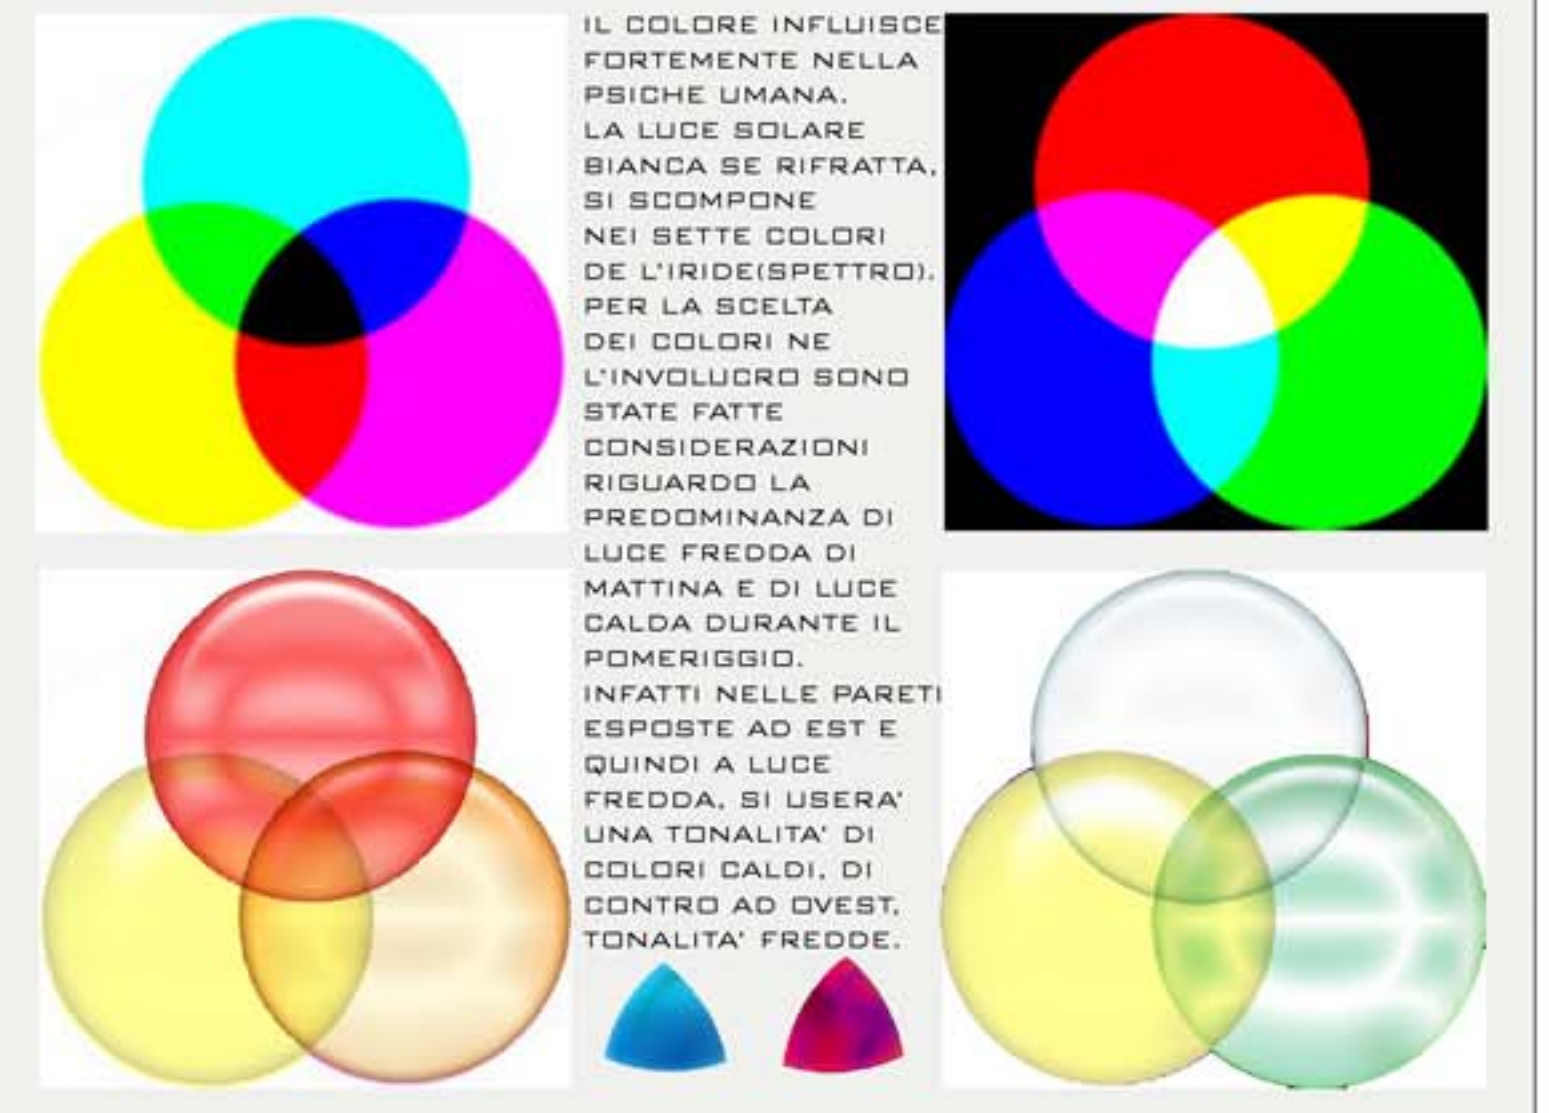 IL COLORE INFLUISCE
FORTEMENTE NELLA
PSICHE UMANA.
LA LUCE SOLARE
BIANCA SE RIFRATTA,
SI SCOMPONE
NEI SETTE COLORI
DE L'IRIDE(SPETTRO).
PER LA SCELTA
DEI COLORI NE
L'INVOLUCRO SONO
STATE FATTE
CONSIDERAZIONI
RIGUARDO LA
PREDOMINANZA DI
LUCE FREDDA DI
MATTINA E DI LUCE
CALDA DURANTE IL
POMERIGGIO.
INFATTI NELLE PARETI
ESPOSTE AD EST E
QUINDI A LUCE
FREDDA, SI USERA'
UNA TONALITA' DI
COLORI CALDI, DI
CONTRO AD OVEST,
TONALITA' FREDDE.